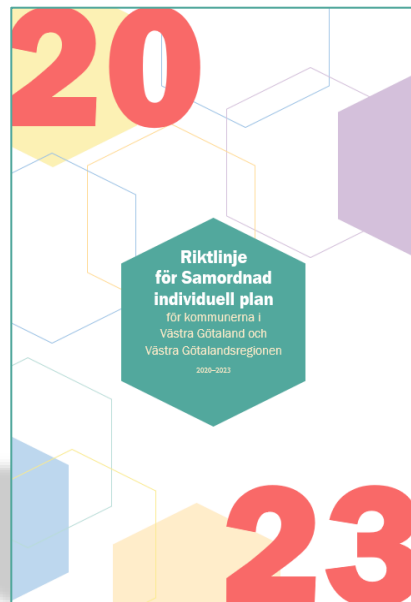 20
Riktlinje
för Samordnad
individuell plan
för kommunerna i
Västra Götaland och
Västra Götalandsregionen
2020–2023
23